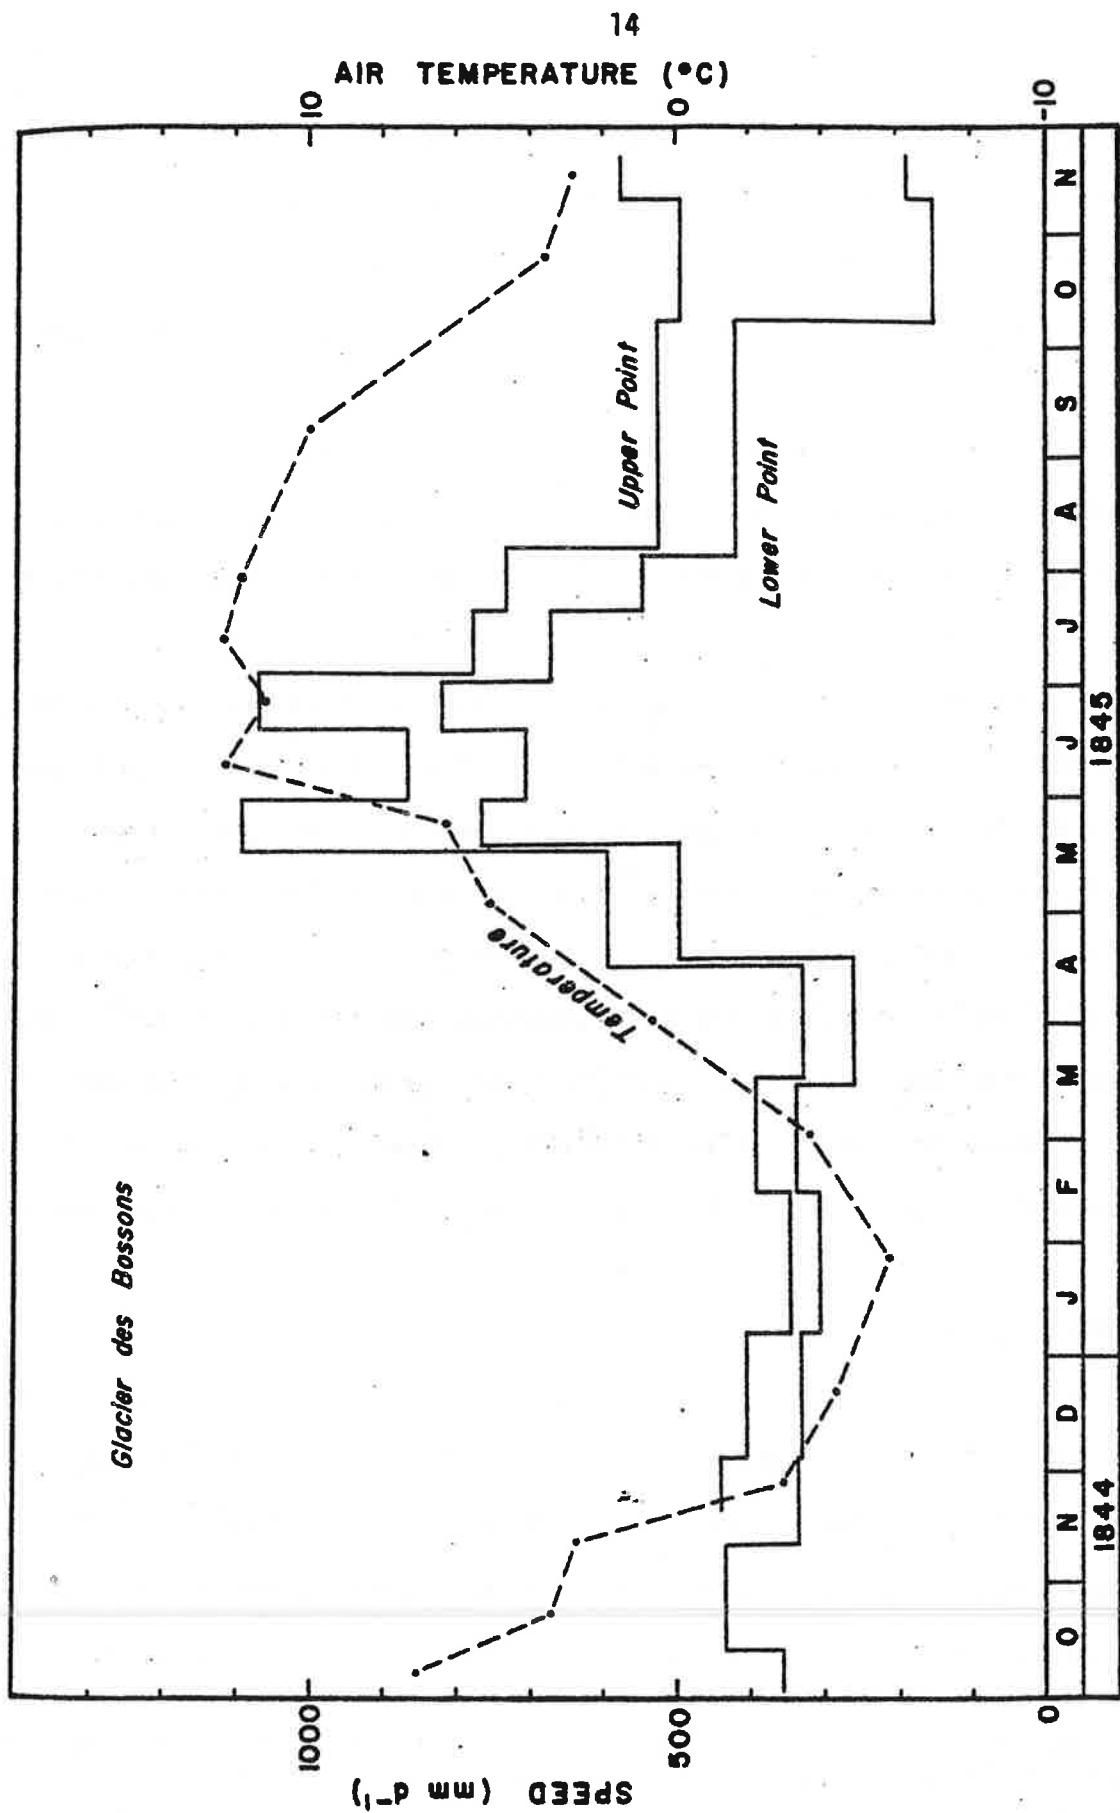 14
AIR TEMPERATURE (°C)
10 0 -10
Glacier des Bossons
Temperature
Upper Point
Lower Point
1000 500 0
SPEED (mm d⁻¹)
O N D J F M A M J J A S O N
1844 1845